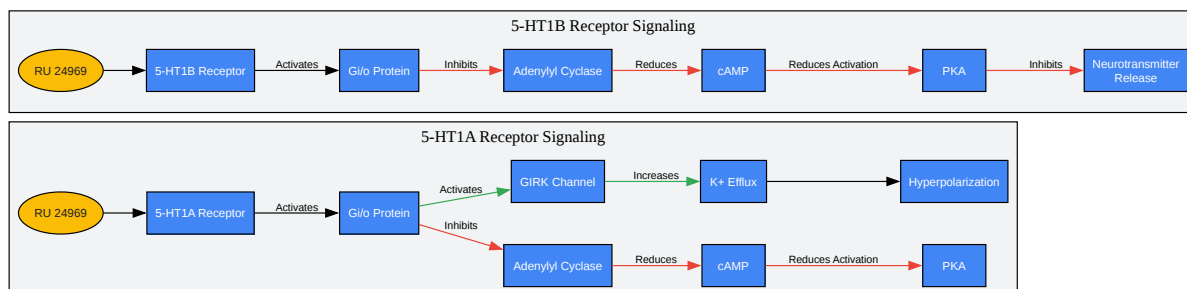 5-HT1B Receptor Signaling
RU 24969
5-HT1B Receptor
Activates
Gi/o Protein
Inhibits
Adenylyl Cyclase
Reduces
cAMP
Reduces Activation
PKA
Inhibits
Neurotransmitter
Release
5-HT1A Receptor Signaling
RU 24969
5-HT1A Receptor
Activates
Gi/o Protein
Activates
GIRK Channel
Increases
K+ Efflux
Hyperpolarization
Inhibits
Adenylyl Cyclase
Reduces
cAMP
Reduces Activation
PKA